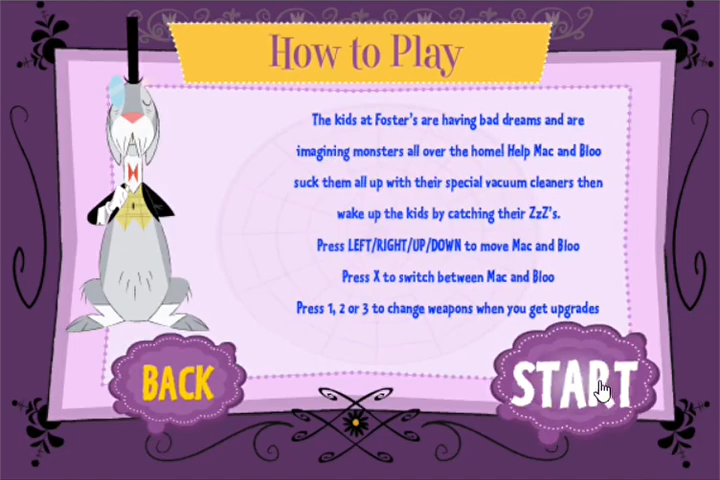 How to Play
The kids at Foster's are having bad dreams and are
imagining monsters all over the home! Help Mac and Bloo
suck them all up with their special vacuum cleaners then
wake up the kids by catching their ZzZ's.
Press LEFT/RIGHT/UP/DOWN to move Mac and Bloo
Press X to switch between Mac and Bloo
Press 1, 2 or 3 to change weapons when you get upgrades
BACK
START